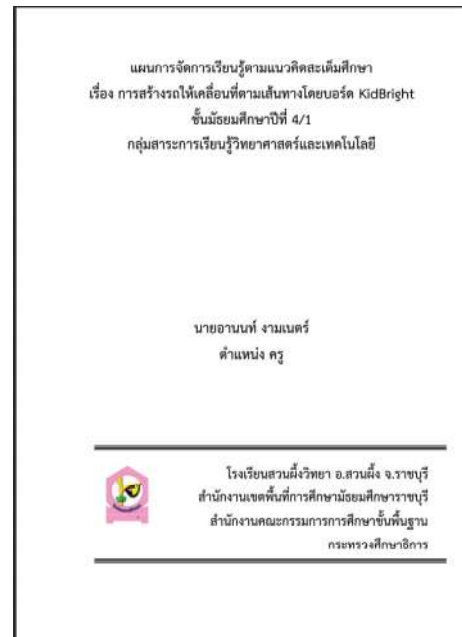 แผนการจัดการเรียนรู้ตามแนวคิดสะเต็มศึกษา
เรื่อง การสร้างรถให้เคลื่อนที่ตามเส้นทางโดยบอร์ด KidBright
ชั้นมัธยมศึกษาปีที่ 4/1
กลุ่มสาระการเรียนรู้วิทยาศาสตร์และเทคโนโลยี
นายอานนท์ งามเนตร์
ตำแหน่ง ครู
โรงเรียนสวนผึ้งวิทยา อ.สวนผึ้ง จ.ราชบุรี
สำนักงานเขตพื้นที่การศึกษามัธยมศึกษาราชบุรี
สำนักงานคณะกรรมการการศึกษาขั้นพื้นฐาน
กระทรวงศึกษาธิการ